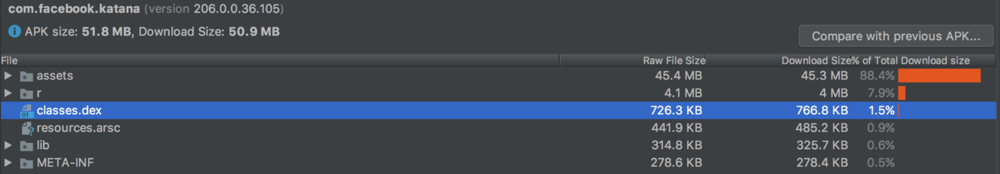 com.facebook.katana (version 206.0.0.36.105)
APK size: 51.8 MB, Download Size: 50.9 MB
Compare with previous APK...
File Raw File Size Download Size % of Total Download size
assets 45.4 MB 45.3 MB 88.4%
r 4.1 MB 4 MB 7.9%
classes.dex 726.3 KB 766.8 KB 1.5%
resources.arsc 441.9 KB 485.2 KB 0.9%
lib 314.8 KB 325.7 KB 0.6%
META-INF 278.6 KB 278.4 KB 0.5%